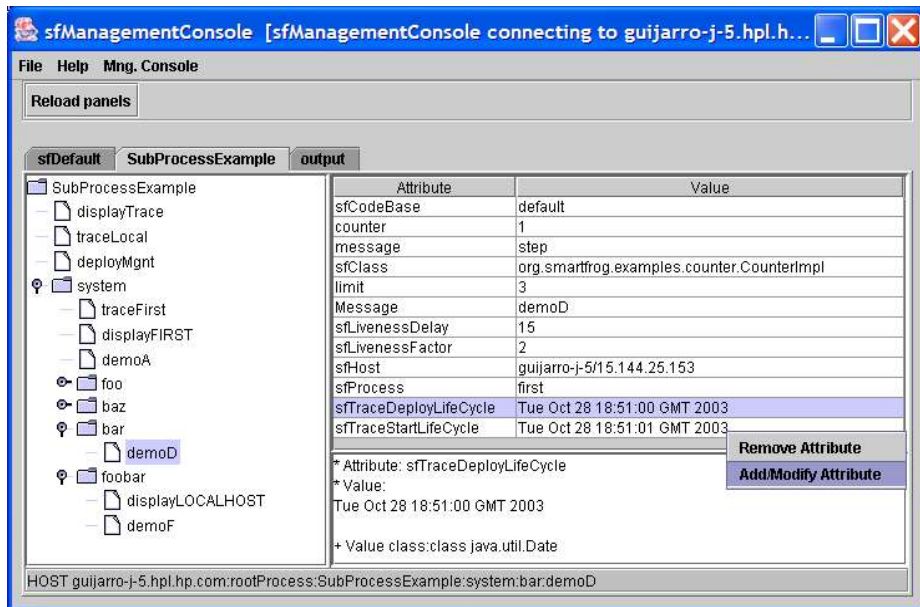 sfManagementConsole [sfManagementConsole connecting to guijarro-j-5.hpl.h...
File Help Mng. Console
Reload panels
sfDefault SubProcessExample output
SubProcessExample
displayTrace
traceLocal
deployMgnt
system
traceFirst
displayFIRST
demoA
foo
baz
bar
demoD
foobar
displayLOCALHOST
demoF
Attribute Value
sfCodeBase default
counter 1
message step
sfClass org.smartfrog.examples.counter.CounterImpl
limit 3
Message demoD
sfLivenessDelay 15
sfLivenessFactor 2
sfHost guijarro-j-5/15.144.25.153
sfProcess first
sfTraceDeployLifeCycle Tue Oct 28 18:51:00 GMT 2003
sfTraceStartLifeCycle Tue Oct 28 18:51:01 GMT 2003
Remove Attribute
Add/Modify Attribute
* Attribute: sfTraceDeployLifeCycle
* Value:
Tue Oct 28 18:51:00 GMT 2003
+ Value class:class java.util.Date
HOST guijarro-j-5.hpl.hp.com:rootProcess:SubProcessExample:system:bar:demoD